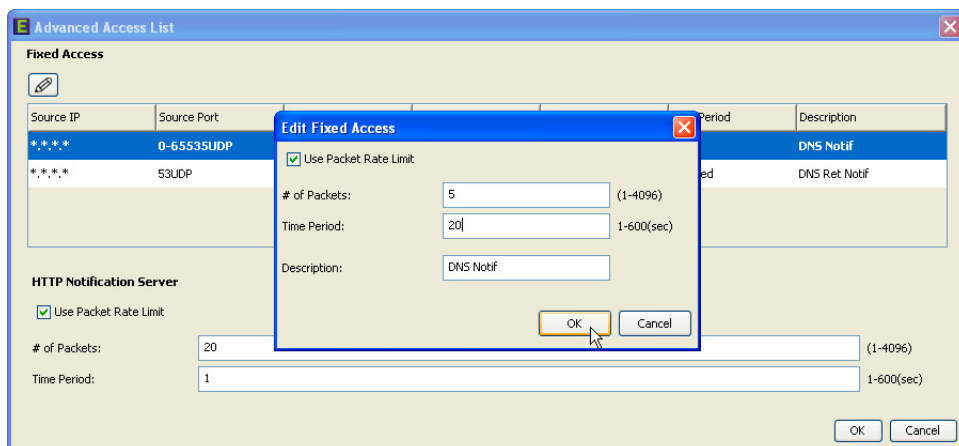 E Advanced Access List
Fixed Access
Source IP Source Port Period Description
*.*.*.* 0-65535UDP DNS Notif
*.*.*.* 53UDP ed DNS Ret Notif
Edit Fixed Access
Use Packet Rate Limit
# of Packets: 5 (1-4096)
Time Period: 20 1-600(sec)
Description: DNS Notif
OK Cancel
HTTP Notification Server
Use Packet Rate Limit
# of Packets: 20 (1-4096)
Time Period: 1 1-600(sec)
OK Cancel